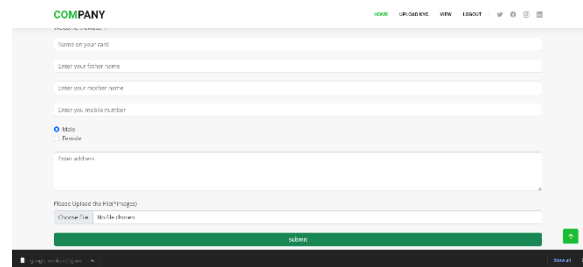 COMPANY
HOME UPLOAD KYC VIEW LOGOUT
Name on your card
Enter your father name
Enter your mother name
Enter you mobile number
Male
Female
Enter address
Please Upload the File(*Images)
Choose File No file chosen
submit
Show all